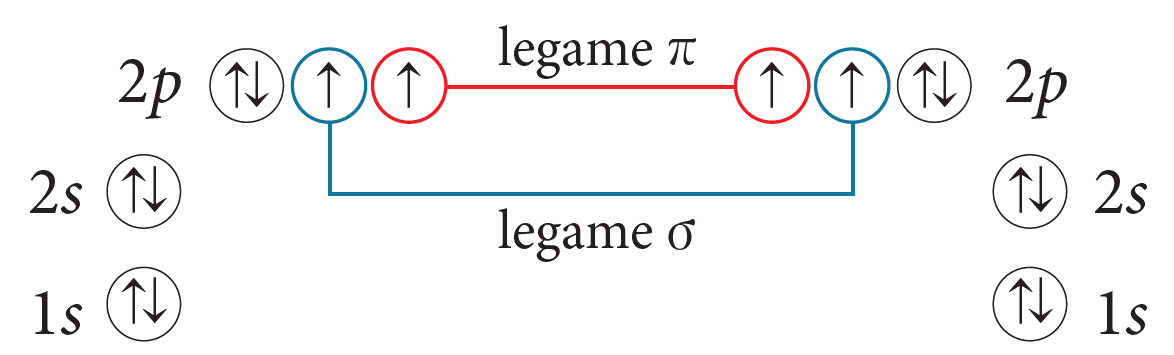 legame π
2p 2p
2s 2s
legame σ
1s 1s